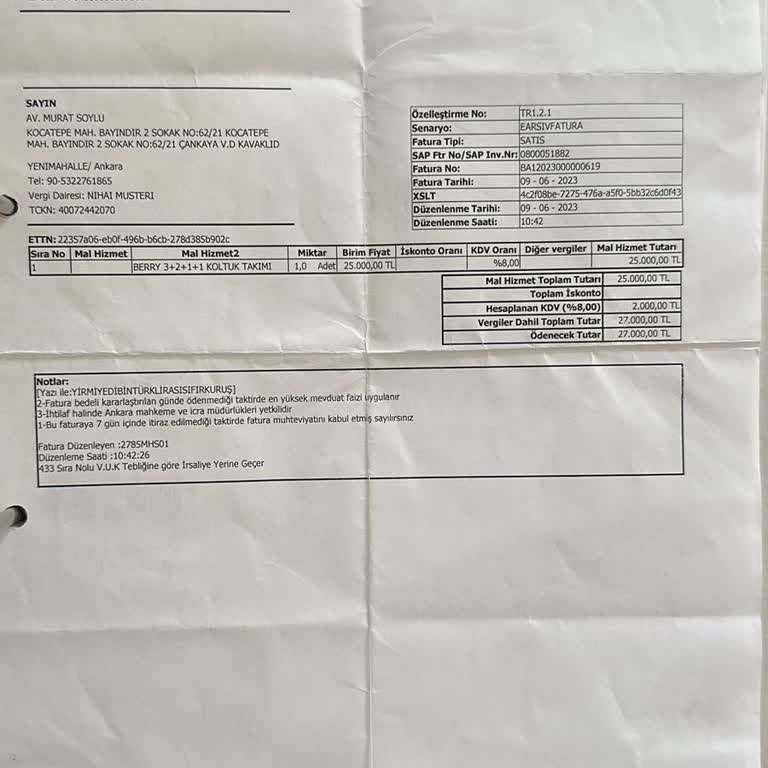 SAYIN
AV. MURAT SOYLU
KOCATEPE MAH. BAYINDIR 2 SOKAK NO:62/21 KOCATEPE
MAH. BAYINDIR 2 SOKAK NO:62/21 ÇANKAYA V.D KAVAKLID
YENIMAHALLE/ Ankara
Tel: 90-5322761865
Vergi Dairesi: NIHAI MUSTERI
TCKN: 40072442070
Özelleştirme No: TR1.2.1
Senaryo: EARSIVFATURA
Fatura Tipi: SATIS
SAP Ftr No/SAP Inv.Nr: 0800051882
Fatura No: BA12023000000619
Fatura Tarihi: 09 - 06 - 2023
XSLT 4c2f08be-7275-476a-a5f0-5bb32c6d0f43
Düzenlenme Tarihi: 09 - 06 - 2023
Düzenleme Saati: 10:42
ETTN: 22357a06-eb0f-496b-b6cb-278d385b902c
Sıra No Mal Hizmet Mal Hizmet2 Miktar Birim Fiyat İskonto Oranı KDV Oranı Diğer vergiler Mal Hizmet Tutarı
1 BERRY 3+2+1+1 KOLTUK TAKIMI 1,0 Adet 25.000,00 TL %8,00 25.000,00 TL
Mal Hizmet Toplam Tutarı 25.000,00 TL
Toplam İskonto
Hesaplanan KDV (%8,00) 2.000,00 TL
Vergiler Dahil Toplam Tutar 27.000,00 TL
Ödenecek Tutar 27.000,00 TL
Notlar:
[Yazı ile:YİRMİYEDİBİNTÜRKLİRASISIFIRKURUŞ]
2-Fatura bedeli kararlaştırılan günde ödenmediği taktirde en yüksek mevduat faizi uygulanır
3-İhtilaf halinde Ankara mahkeme ve icra müdürlükleri yetkilidir
1-Bu faturaya 7 gün içinde itiraz edilmediği taktirde fatura muhteviyatını kabul etmiş sayılırsınız
Fatura Düzenleyen :2785MHS01
Düzenleme Saati :10:42:26
433 Sıra Nolu V.U.K Tebliğine göre İrsaliye Yerine Geçer